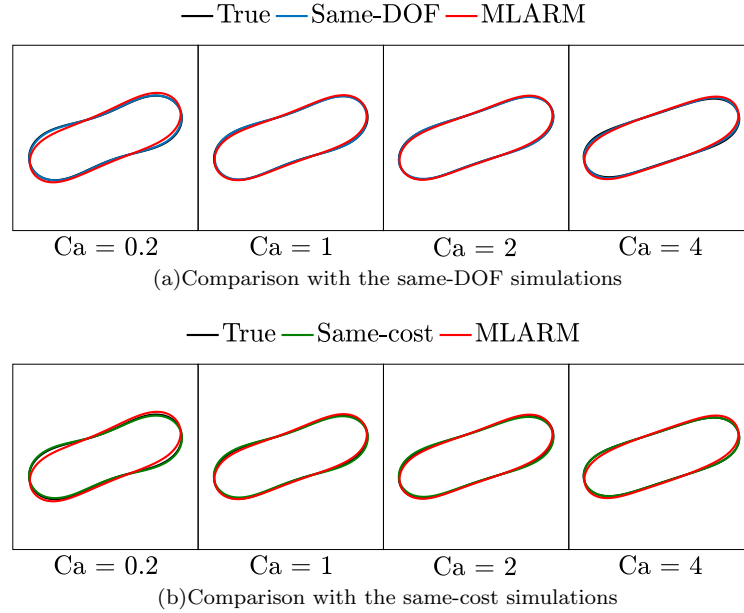 True Same-DOF MLARM
Ca = 0.2 Ca = 1 Ca = 2 Ca = 4
(a)Comparison with the same-DOF simulations
True Same-cost MLARM
Ca = 0.2 Ca = 1 Ca = 2 Ca = 4
(b)Comparison with the same-cost simulations